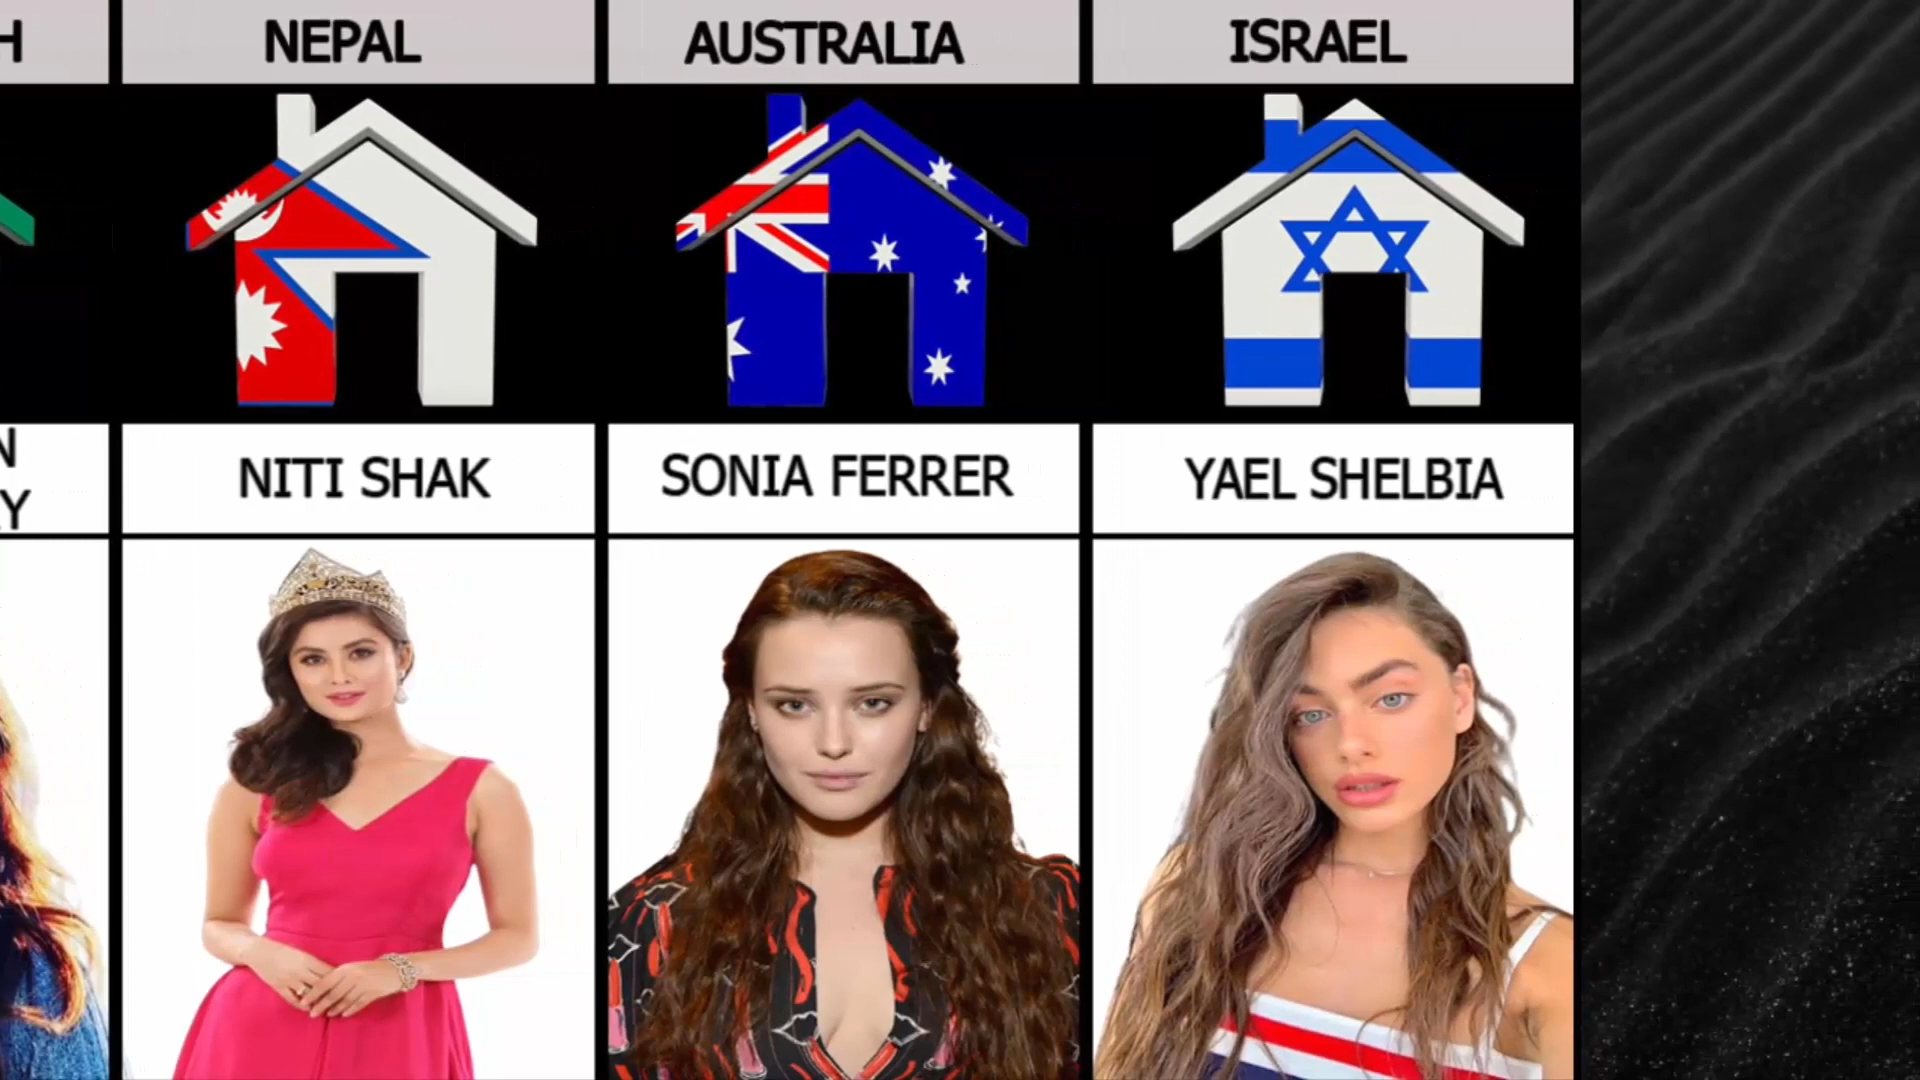 H
NEPAL
AUSTRALIA
ISRAEL
N
Y
NITI SHAK
SONIA FERRER
YAEL SHELBIA